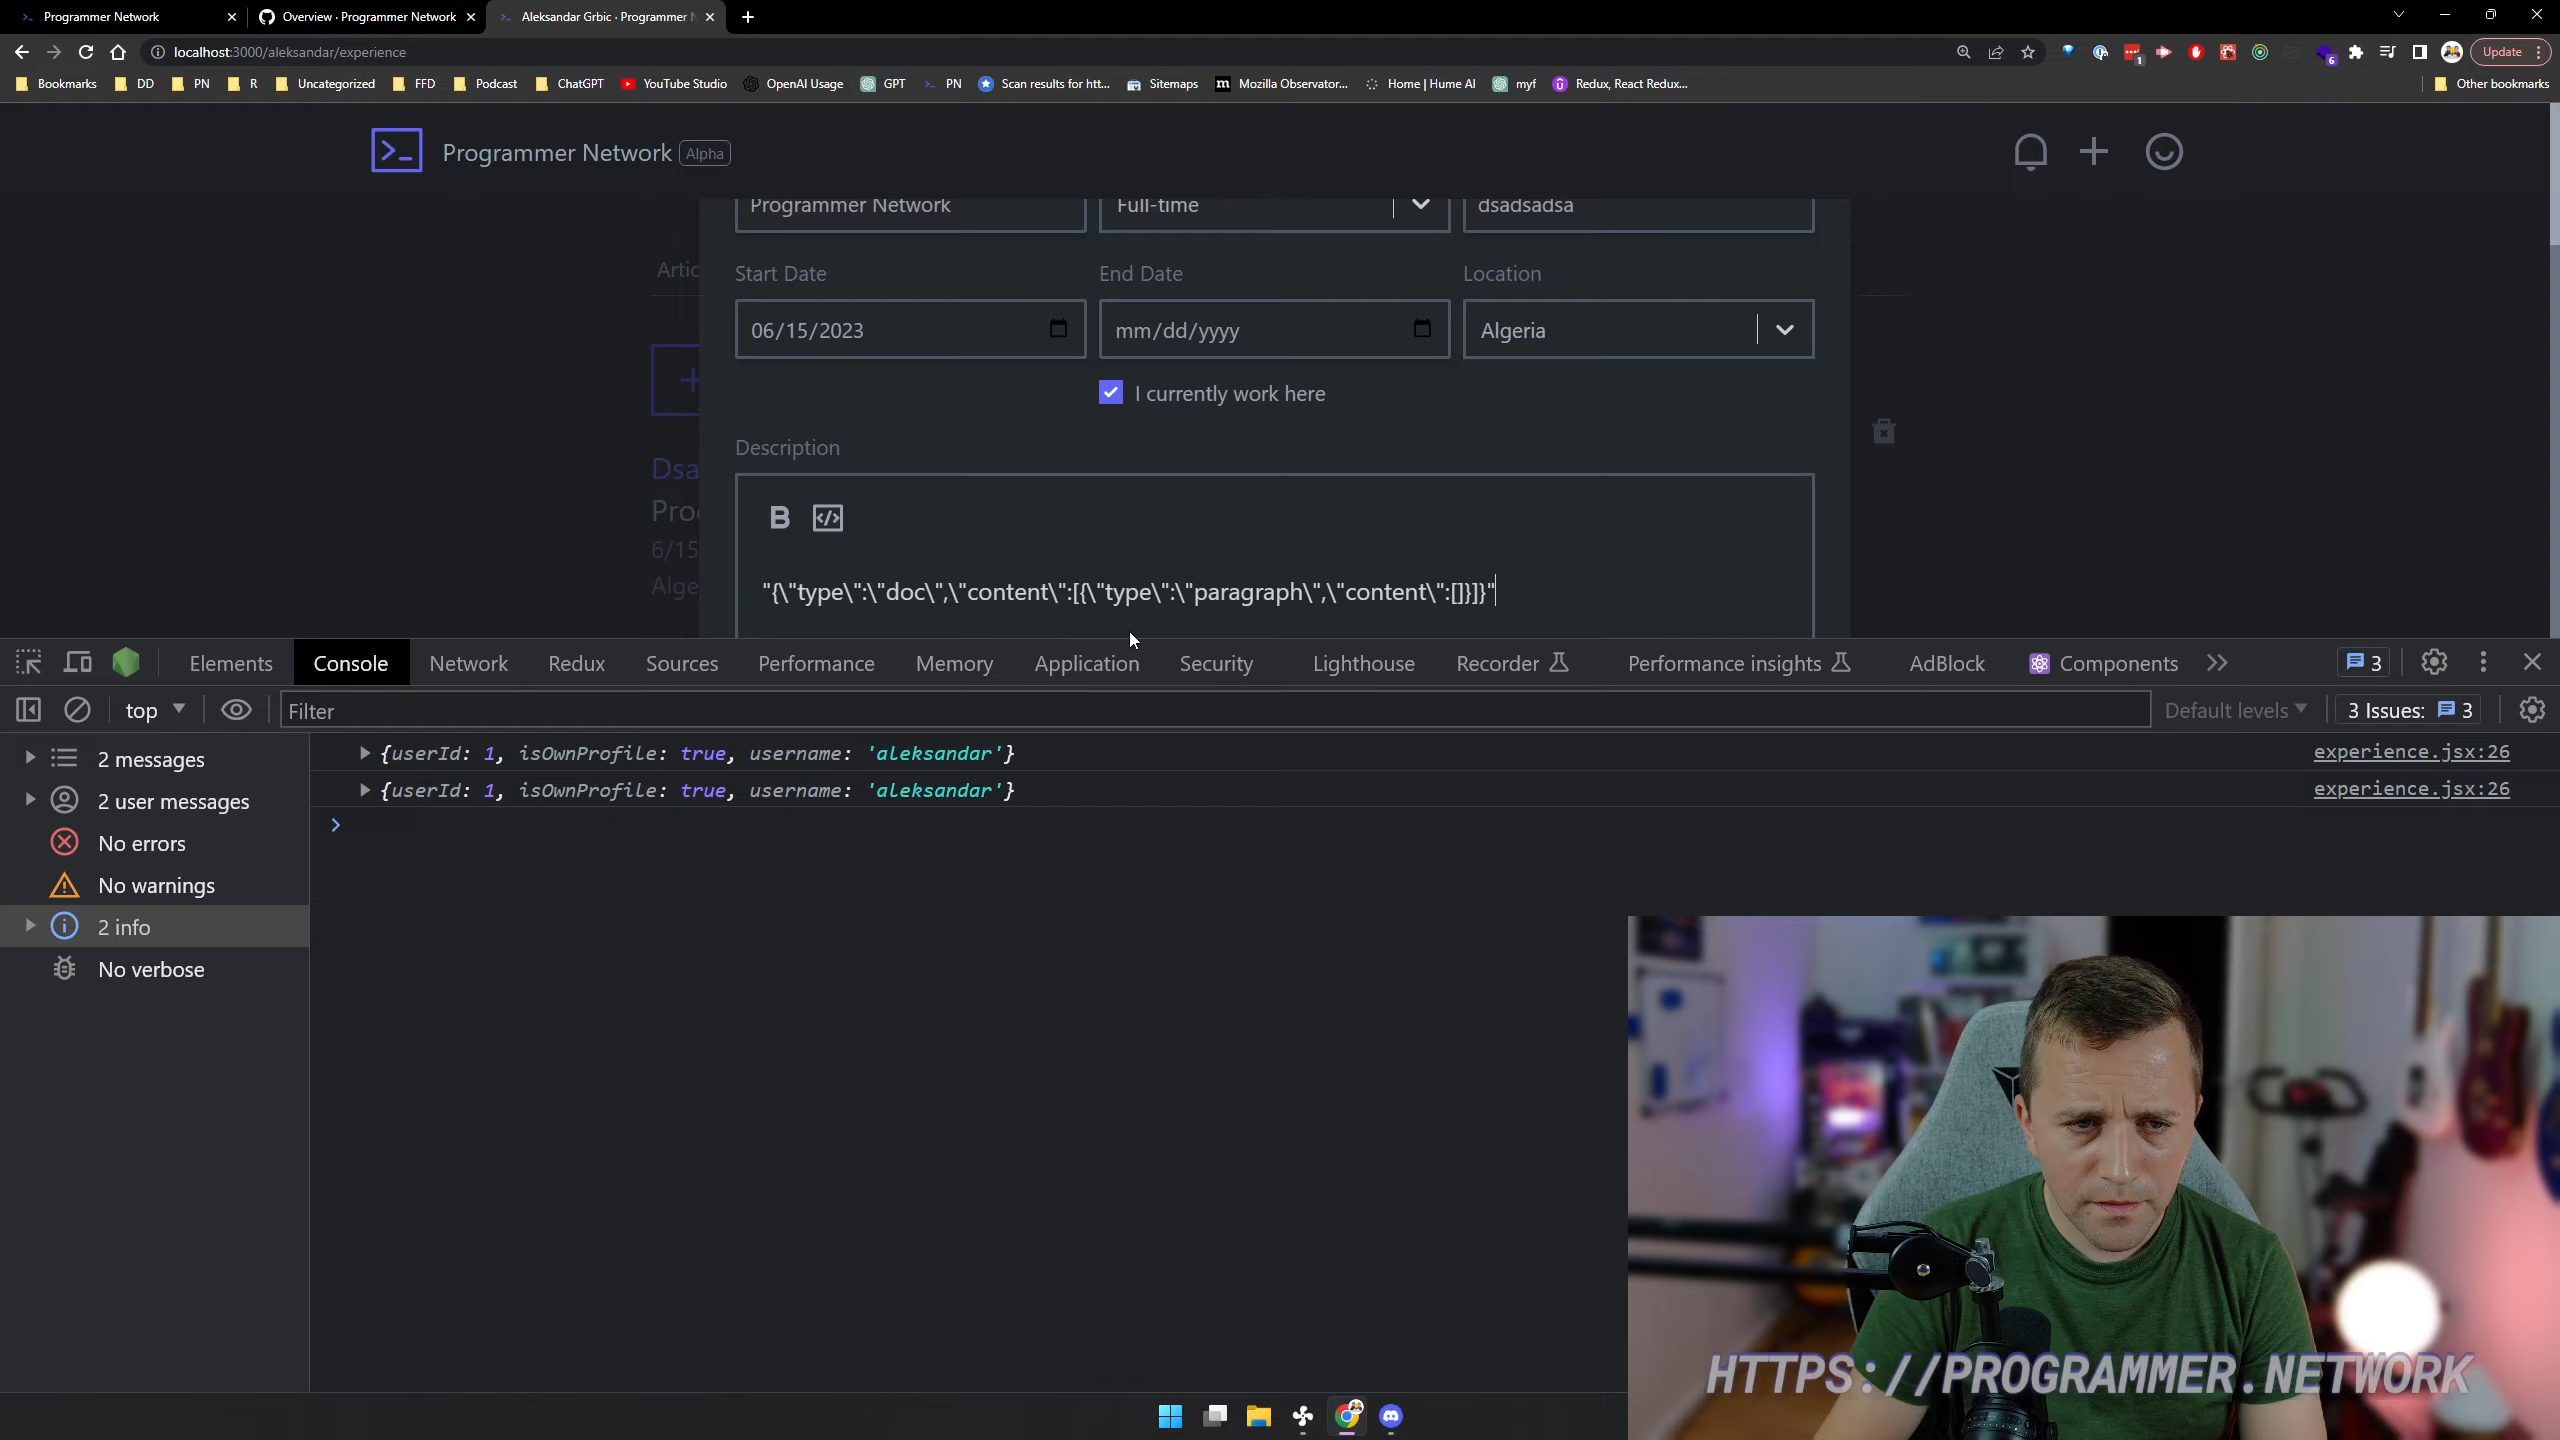 Programmer Network
Overview · Programmer Network
Aleksandar Grbic · Programmer N
localhost:3000/aleksandar/experience
Update
Bookmarks
DD
PN
R
Uncategorized
FFD
Podcast
ChatGPT
YouTube Studio
OpenAI Usage
GPT
PN
Scan results for htt...
Sitemaps
Mozilla Observator...
Home | Hume AI
myf
Redux, React Redux...
Other bookmarks
Programmer Network Alpha
Programmer Network
Full-time
dsadsadsa
Artic
Start Date
End Date
Location
06/15/2023
mm/dd/yyyy
Algeria
I currently work here
Description
Dsa
Prog
6/15
Alge
B
"{\"type\":\"doc\",\"content\":[{\"type\":\"paragraph\",\"content\":[]}]}"
Elements
Console
Network
Redux
Sources
Performance
Memory
Application
Security
Lighthouse
Recorder
Performance insights
AdBlock
Components
3
top
Filter
Default levels
3 Issues: 3
2 messages
2 user messages
No errors
No warnings
2 info
No verbose
{userId: 1, isOwnProfile: true, username: 'aleksandar'}
experience.jsx:26
{userId: 1, isOwnProfile: true, username: 'aleksandar'}
experience.jsx:26
HTTPS://PROGRAMMER.NETWORK